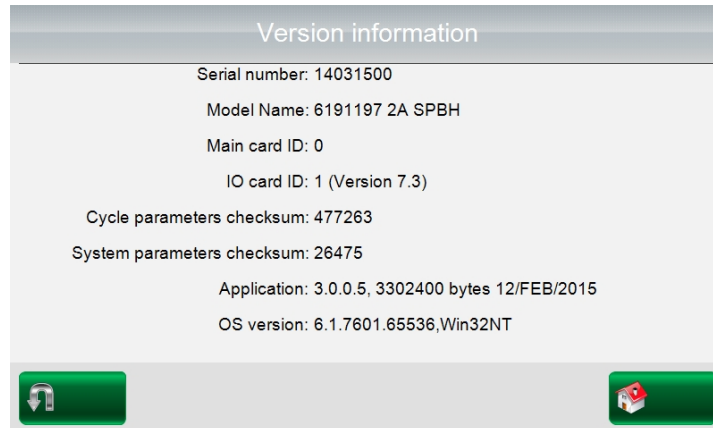 Version information
Serial number: 14031500
Model Name: 6191197 2A SPBH
Main card ID: 0
IO card ID: 1 (Version 7.3)
Cycle parameters checksum: 477263
System parameters checksum: 26475
Application: 3.0.0.5, 3302400 bytes 12/FEB/2015
OS version: 6.1.7601.65536,Win32NT